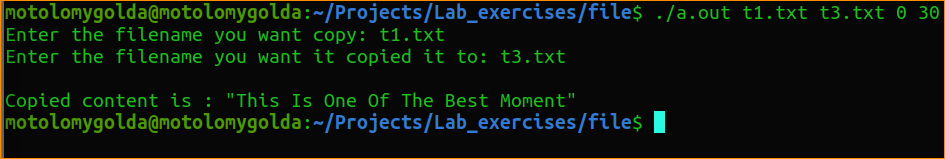 motolomygolda@motolomygolda:~/Projects/Lab_exercises/file$ ./a.out t1.txt t3.txt 0 30
Enter the filename you want copy: t1.txt
Enter the filename you want it copied it to: t3.txt
Copied content is : "This Is One Of The Best Moment"
motolomygolda@motolomygolda:~/Projects/Lab_exercises/file$